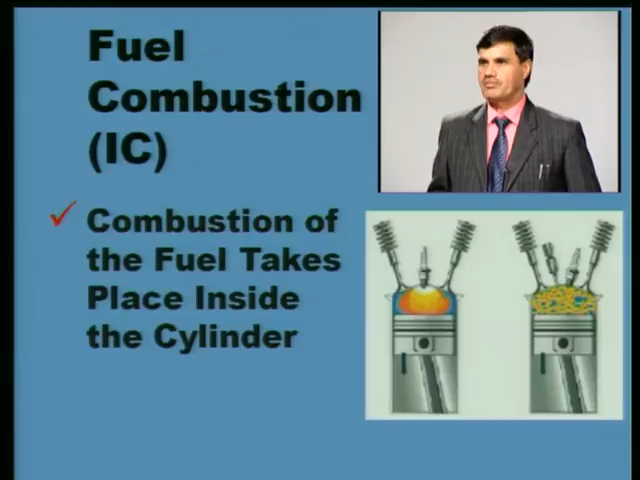 Fuel
Combustion
(IC)
✓ Combustion of
the Fuel Takes
Place Inside
the Cylinder